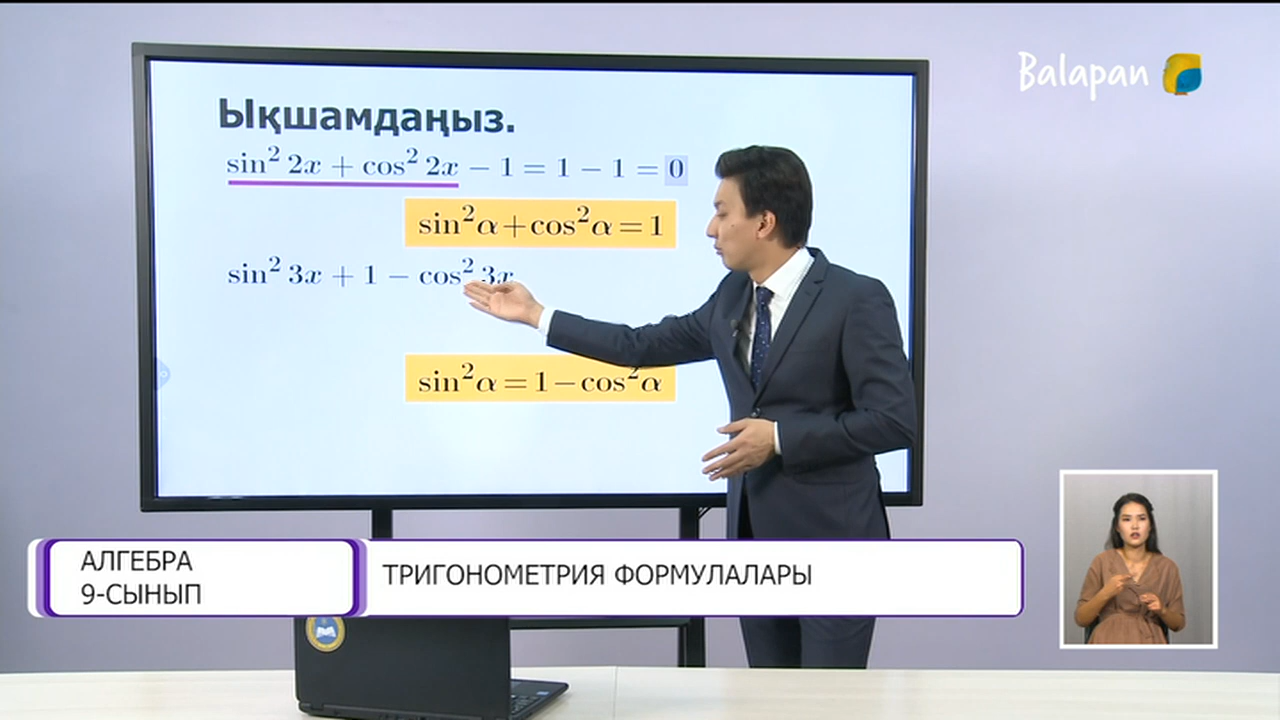 Balapan
Ықшамдаңыз.
sin² 2x + cos² 2x − 1 = 1 − 1 = 0
sin²α+cos²α=1
sin² 3x + 1 − cos² 3x
sin²α=1−cos²α
АЛГЕБРА
9-СЫНЫП
ТРИГОНОМЕТРИЯ ФОРМУЛАЛАРЫ